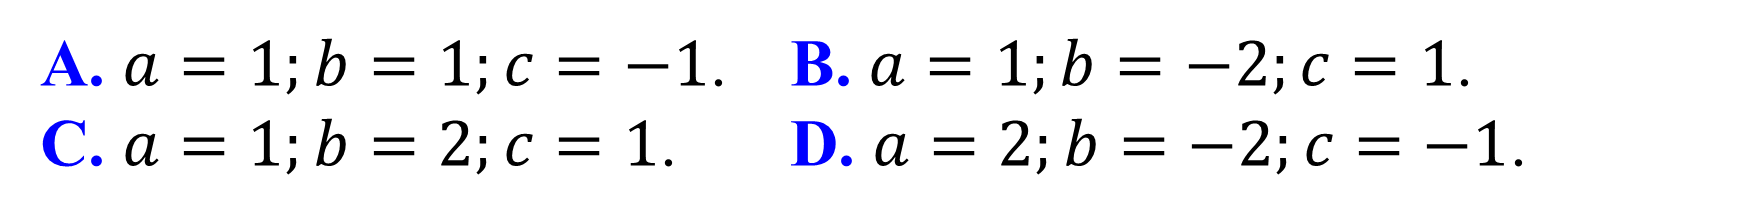 A. a = 1; b = 1; c = −1. B. a = 1; b = −2; c = 1.
C. a = 1; b = 2; c = 1. D. a = 2; b = −2; c = −1.